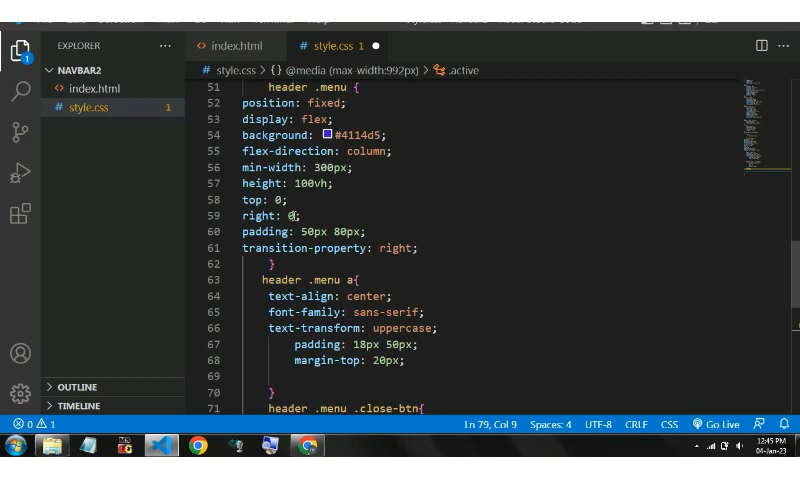 EXPLORER
index.html
# style.css 1
NAVBAR2
# style.css > {} @media (max-width:992px) > .active
<> index.html
# style.css 1
51 header .menu {
52 position: fixed;
53 display: flex;
54 background: #4114d5;
55 flex-direction: column;
56 min-width: 300px;
57 height: 100vh;
58 top: 0;
59 right: 0;
60 padding: 50px 80px;
61 transition-property: right;
62 }
63 header .menu a{
64 text-align: center;
65 font-family: sans-serif;
66 text-transform: uppercase;
67 padding: 18px 50px;
68 margin-top: 20px;
69
70 }
71 header .menu .close-btn{
OUTLINE
TIMELINE
0 1
Ln 79, Col 9
Spaces: 4
UTF-8
CRLF
CSS
Go Live
12:45 PM
04-Jan-23